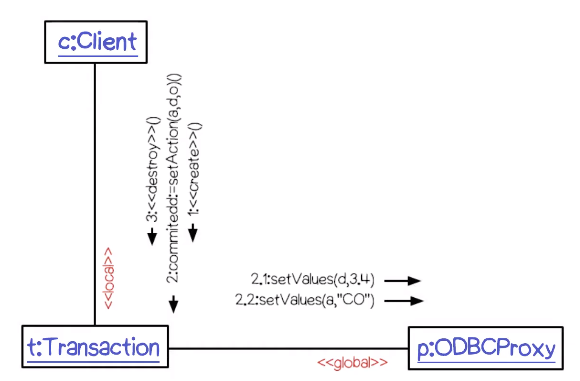 c:Client
3:<<destroy>>()
2:commitedd:=setAction(a,d,o)()
1:<<create>>()
<<local>>
2.1:setValues(d,3.4)
2.2:setValues(a,"CO")
t:Transaction
<<global>>
p:ODBCProxy